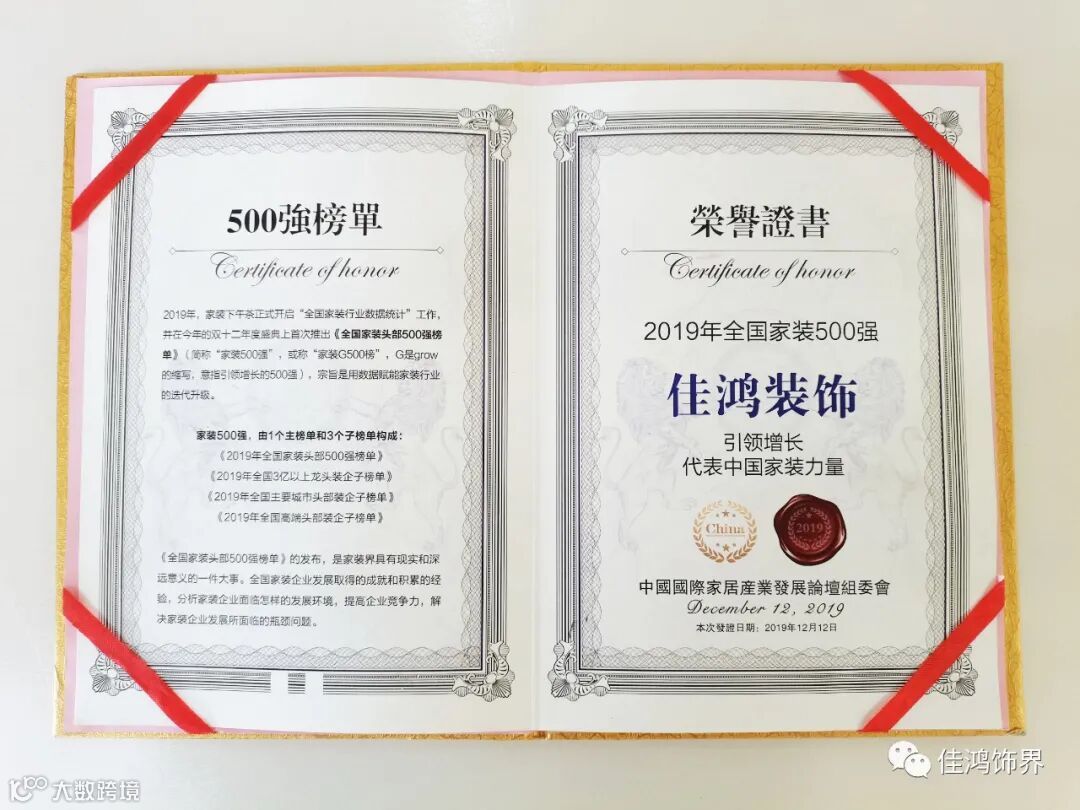 500強榜單
Certificate of honor
2019年，家装下午茶正式开启“全国家装行业数据统计”工作，
并在今年的双十二年度盛典上首次推出《全国家装头部500强榜
单》（简称“家装500强”，或称“家装G500榜”，G是grow
的缩写，意指引领增长的500强），宗旨是用数据赋能家装行业
的迭代升级。
家装500强，由1个主榜单和3个子榜单构成：
《2019年全国家装头部500强榜单》
《2019年全国3亿以上龙头装企子榜单》
《2019年全国主要城市头部装企子榜单》
《2019年全国高端头部装企子榜单》
《全国家装头部500强榜单》的发布，是家装界具有现实和深
远意义的一件大事。全国家装企业发展取得的成就和积累的经
验，分析家装企业面临怎样的发展环境，提高企业竞争力，解
决家装企业发展所面临的瓶颈问题。
榮譽證書
Certificate of honor
2019年全国家装500强
佳鸿装饰
引领增长
代表中国家装力量
China
2019
中國國際家居産業發展論壇組委會
December 12, 2019
本次發證日期：2019年12月12日
佳鸿饰界
大数跨境